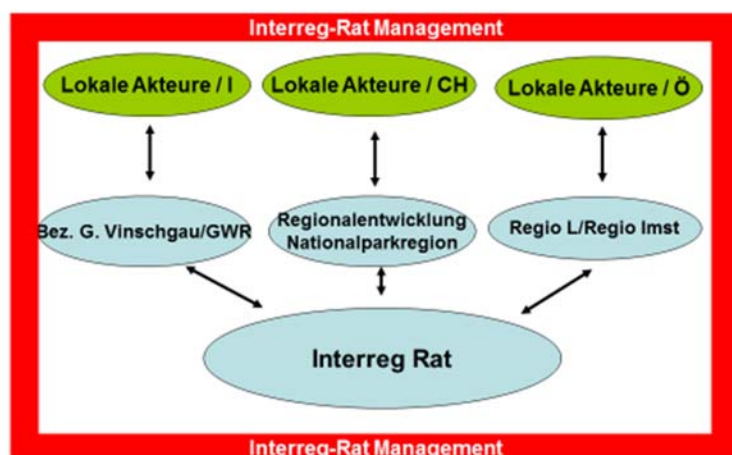 Interreg-Rat Management
Lokale Akteure / I
Lokale Akteure / CH
Lokale Akteure / Ö
Bez. G. Vinschgau/GWR
Regionalentwicklung
Nationalparkregion
Regio L/Regio Imst
Interreg Rat
Interreg-Rat Management